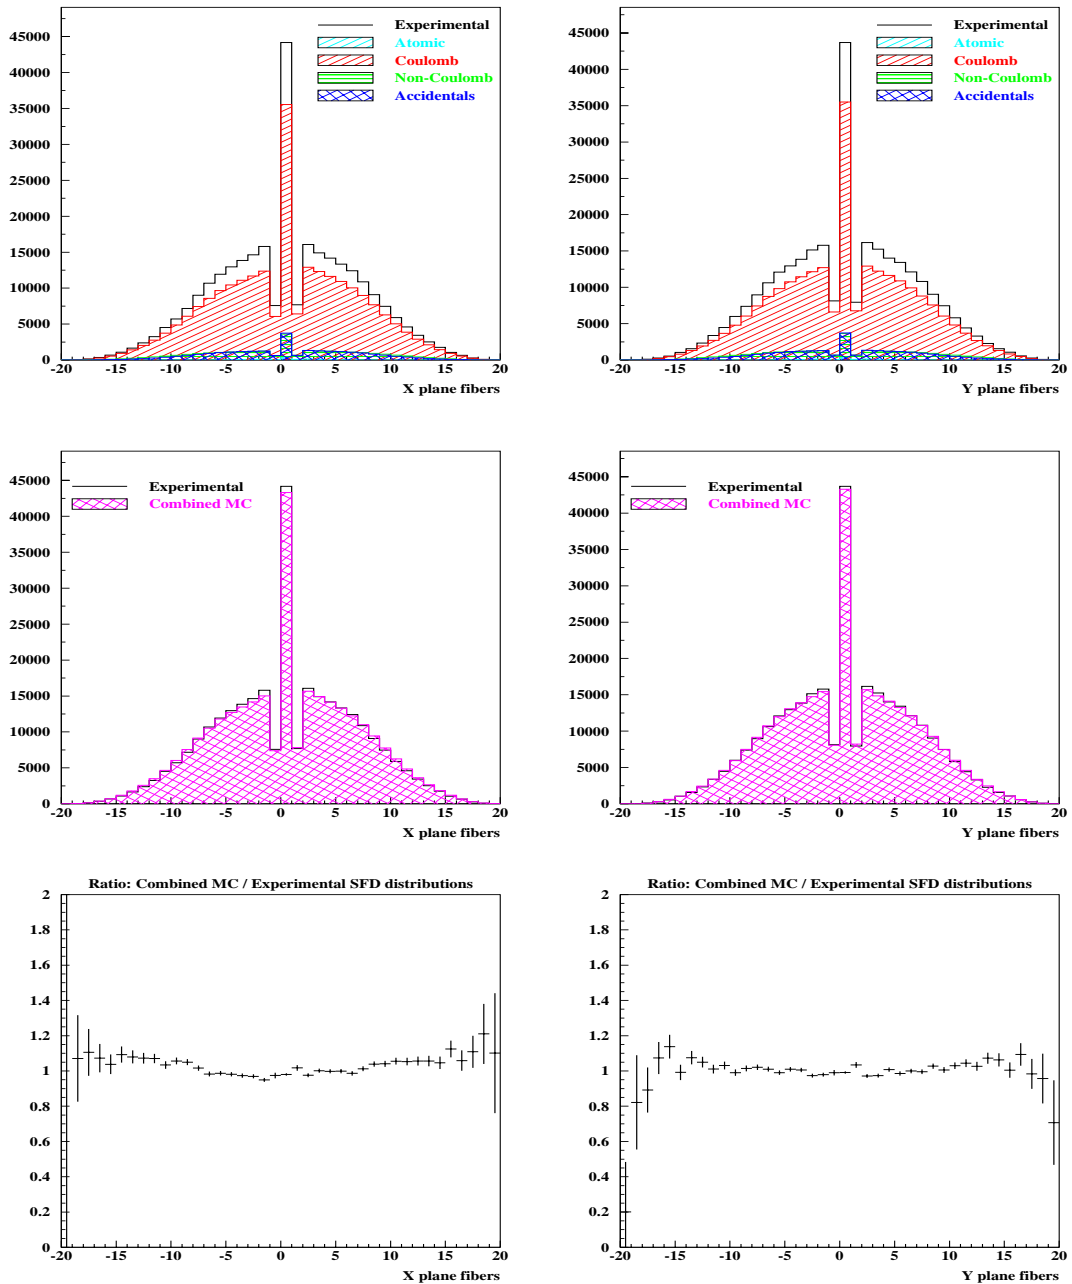 Experimental
Atomic
Coulomb
Non-Coulomb
Accidentals
45000
40000
35000
30000
25000
20000
15000
10000
5000
0
-20 -15 -10 -5 0 5 10 15 20
X plane fibers
Experimental
Atomic
Coulomb
Non-Coulomb
Accidentals
45000
40000
35000
30000
25000
20000
15000
10000
5000
0
-20 -15 -10 -5 0 5 10 15 20
Y plane fibers
Experimental
Combined MC
45000
40000
35000
30000
25000
20000
15000
10000
5000
0
-20 -15 -10 -5 0 5 10 15 20
X plane fibers
Experimental
Combined MC
45000
40000
35000
30000
25000
20000
15000
10000
5000
0
-20 -15 -10 -5 0 5 10 15 20
Y plane fibers
Ratio: Combined MC / Experimental SFD distributions
2
1.8
1.6
1.4
1.2
1
0.8
0.6
0.4
0.2
0
-20 -15 -10 -5 0 5 10 15 20
X plane fibers
Ratio: Combined MC / Experimental SFD distributions
2
1.8
1.6
1.4
1.2
1
0.8
0.6
0.4
0.2
0
-20 -15 -10 -5 0 5 10 15 20
Y plane fibers